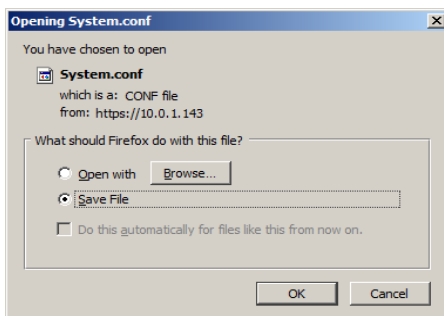 Opening System.conf
You have chosen to open
System.conf
which is a: CONF file
from: https://10.0.1.143
What should Firefox do with this file?
Open with Browse...
Save File
Do this automatically for files like this from now on.
OK Cancel